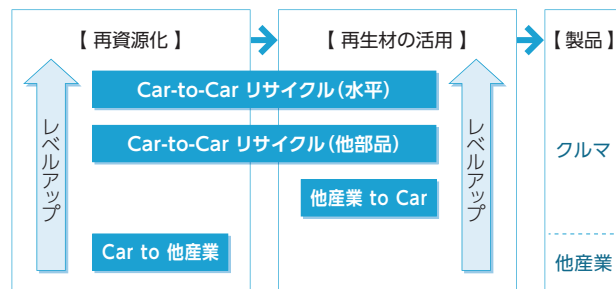 【 再資源化 】
【 再生材の活用 】
【 製品 】
Car-to-Car リサイクル（水平）
Car-to-Car リサイクル（他部品）
他産業 to Car
Car to 他産業
レベルアップ
レベルアップ
クルマ
他産業